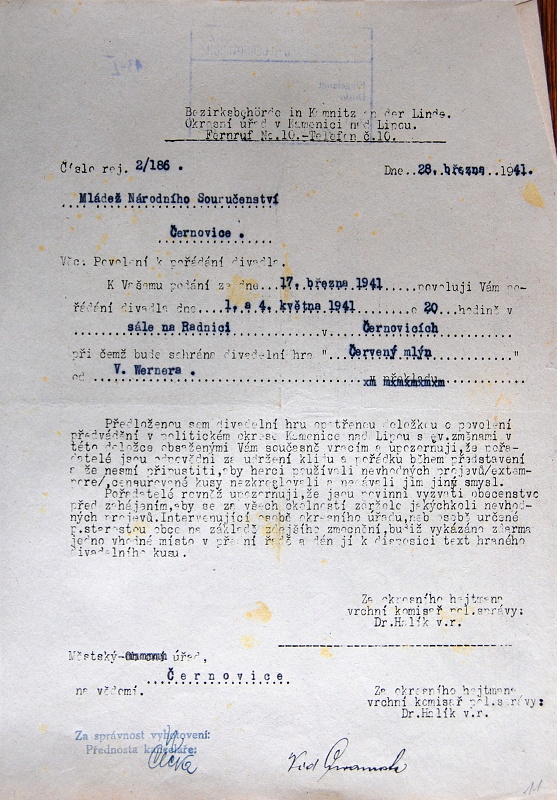 Bezirksbehörde in Kamnitz an der Linde.
Okresní úřad v Kamenici nad Lipou.
Fernruf No.10.-Telefon č.10.
Číslo rej. 2/186 . Dne 28. března 1941.
Mládež Národního Souručenství
Černovice .
Věc: Povolení k pořádání divadla.
K Vašemu podání ze dne 17. března 1941 povoluji Vám po-
řádání divadla dne 1. a 4. května 1941 o 20 hodině v
sále na Radnici v Černovicích
při čemž bude sehrána divadelní hra " Červený mlýn "
od V. Wernera .
Předloženou sem divadelní hru opatřenou doložkou o povolení
předvádění v politickém okrese Kamenice nad Lipou s ev.změnami v
této doložce obsaženými Vám současně vracím a upozorňuji,že pořa-
datelé jsou odpovědni za udržení klidu a pořádku během představení
a že nesmí připustiti,aby herci používali nevhodných projevů/extem-
pore/,censurované kusy nezkreslovali a nedávali jim jiný smysl.
Pořadatelé rovněž upozorňuji,že jsou povinni vyzvati obecenstvo
před zahájením,aby se za všech okolností zdrželo jakýchkoli nevhod-
ných projevů.Intervenující osobě okresního úřadu,neb osobě určené
p.starostou obce na základě zdejšího zmocnění,budiž vykázáno zdarma
jedno vhodné místo v přední řadě a dán jí k disposici text hraného
divadelního kusu.
Za okresního hejtmana
vrchní komisař pol.správy:
Dr.Halík v.r.
Městský- úřad,
Černovice
na vědomí.
Za okresního hejtmana
vrchní komisař pol.správy:
Dr.Halík v.r.
Za správnost vyhotovení:
Přednosta kanceláře: